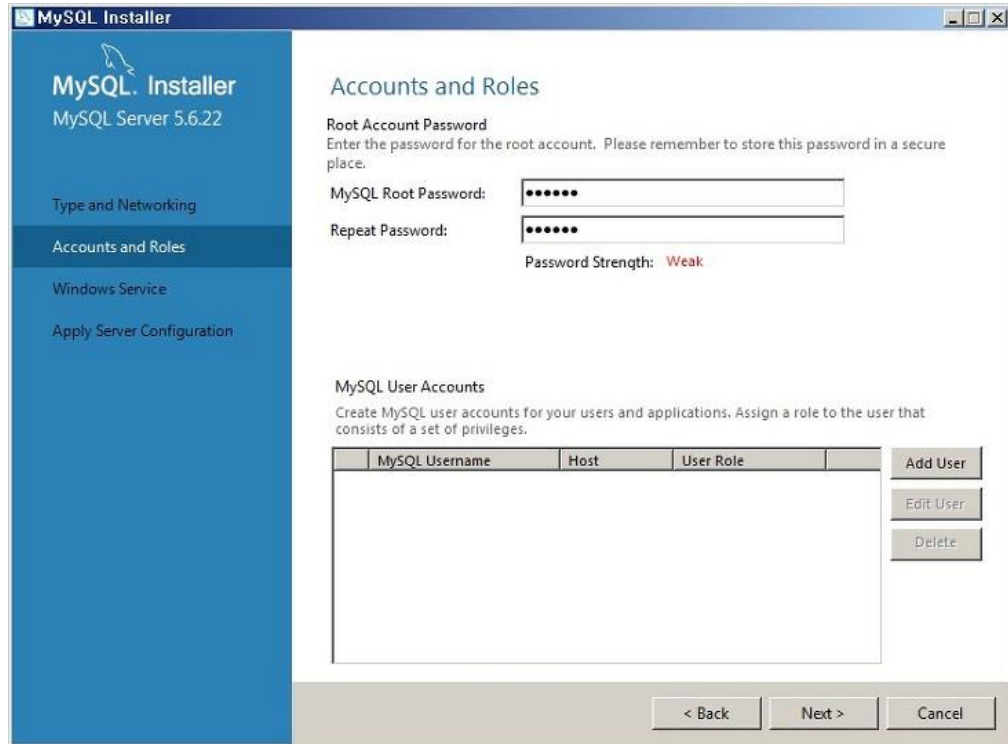 MySQL Installer
MySQL. Installer
MySQL Server 5.6.22
Type and Networking
Accounts and Roles
Windows Service
Apply Server Configuration
Accounts and Roles
Root Account Password
Enter the password for the root account. Please remember to store this password in a secure
place.
MySQL Root Password: ••••••
Repeat Password: ••••••
Password Strength: Weak
MySQL User Accounts
Create MySQL user accounts for your users and applications. Assign a role to the user that
consists of a set of privileges.
MySQL Username Host User Role
Add User
Edit User
Delete
< Back Next > Cancel